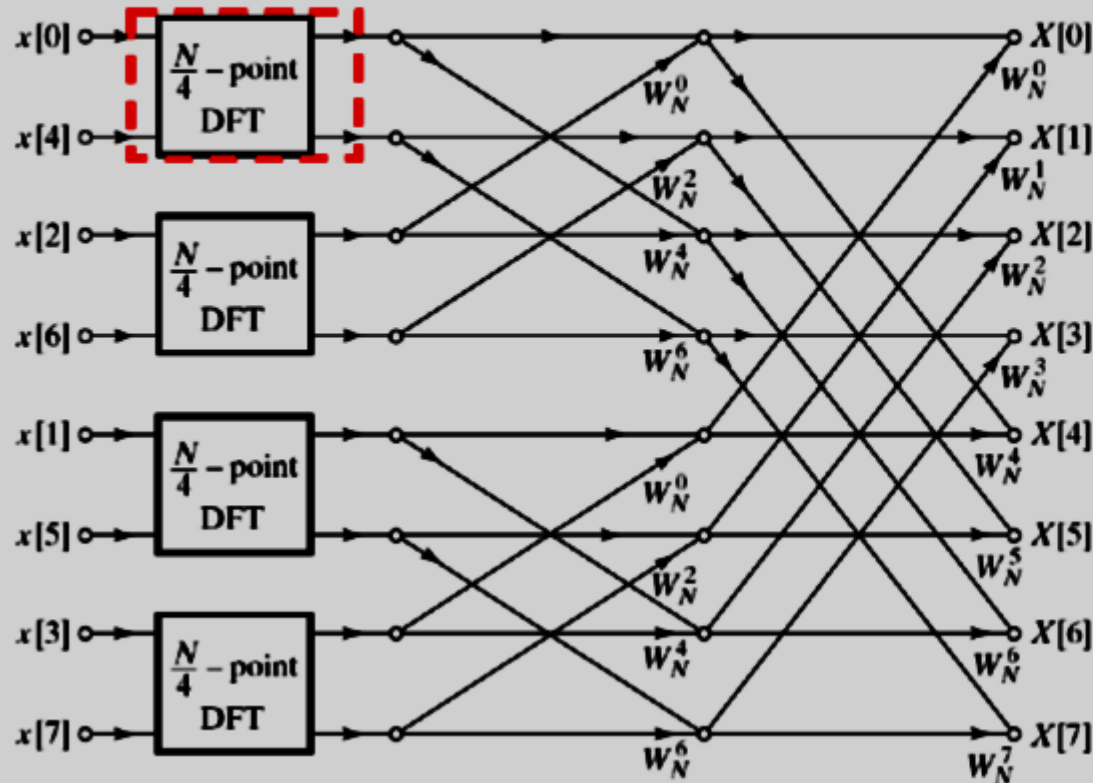 x[0] N/4 – point DFT X[0]
W_N^0 W_N^0
x[4] X[1]
W_N^2 W_N^1
x[2] N/4 – point DFT X[2]
W_N^4 W_N^2
x[6] X[3]
W_N^6 W_N^3
x[1] N/4 – point DFT X[4]
W_N^0 W_N^4
x[5] X[5]
W_N^2 W_N^5
x[3] N/4 – point DFT X[6]
W_N^4 W_N^6
x[7] X[7]
W_N^6 W_N^7